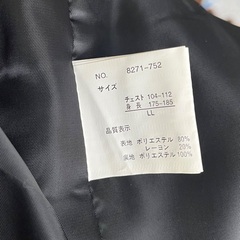 NO. 8271-752
サイズ
チェスト 104-112
身長 175-185
LL
品質表示
表地 ポリエステル 80%
レーヨン 20%
裏地 ポリエステル 100%